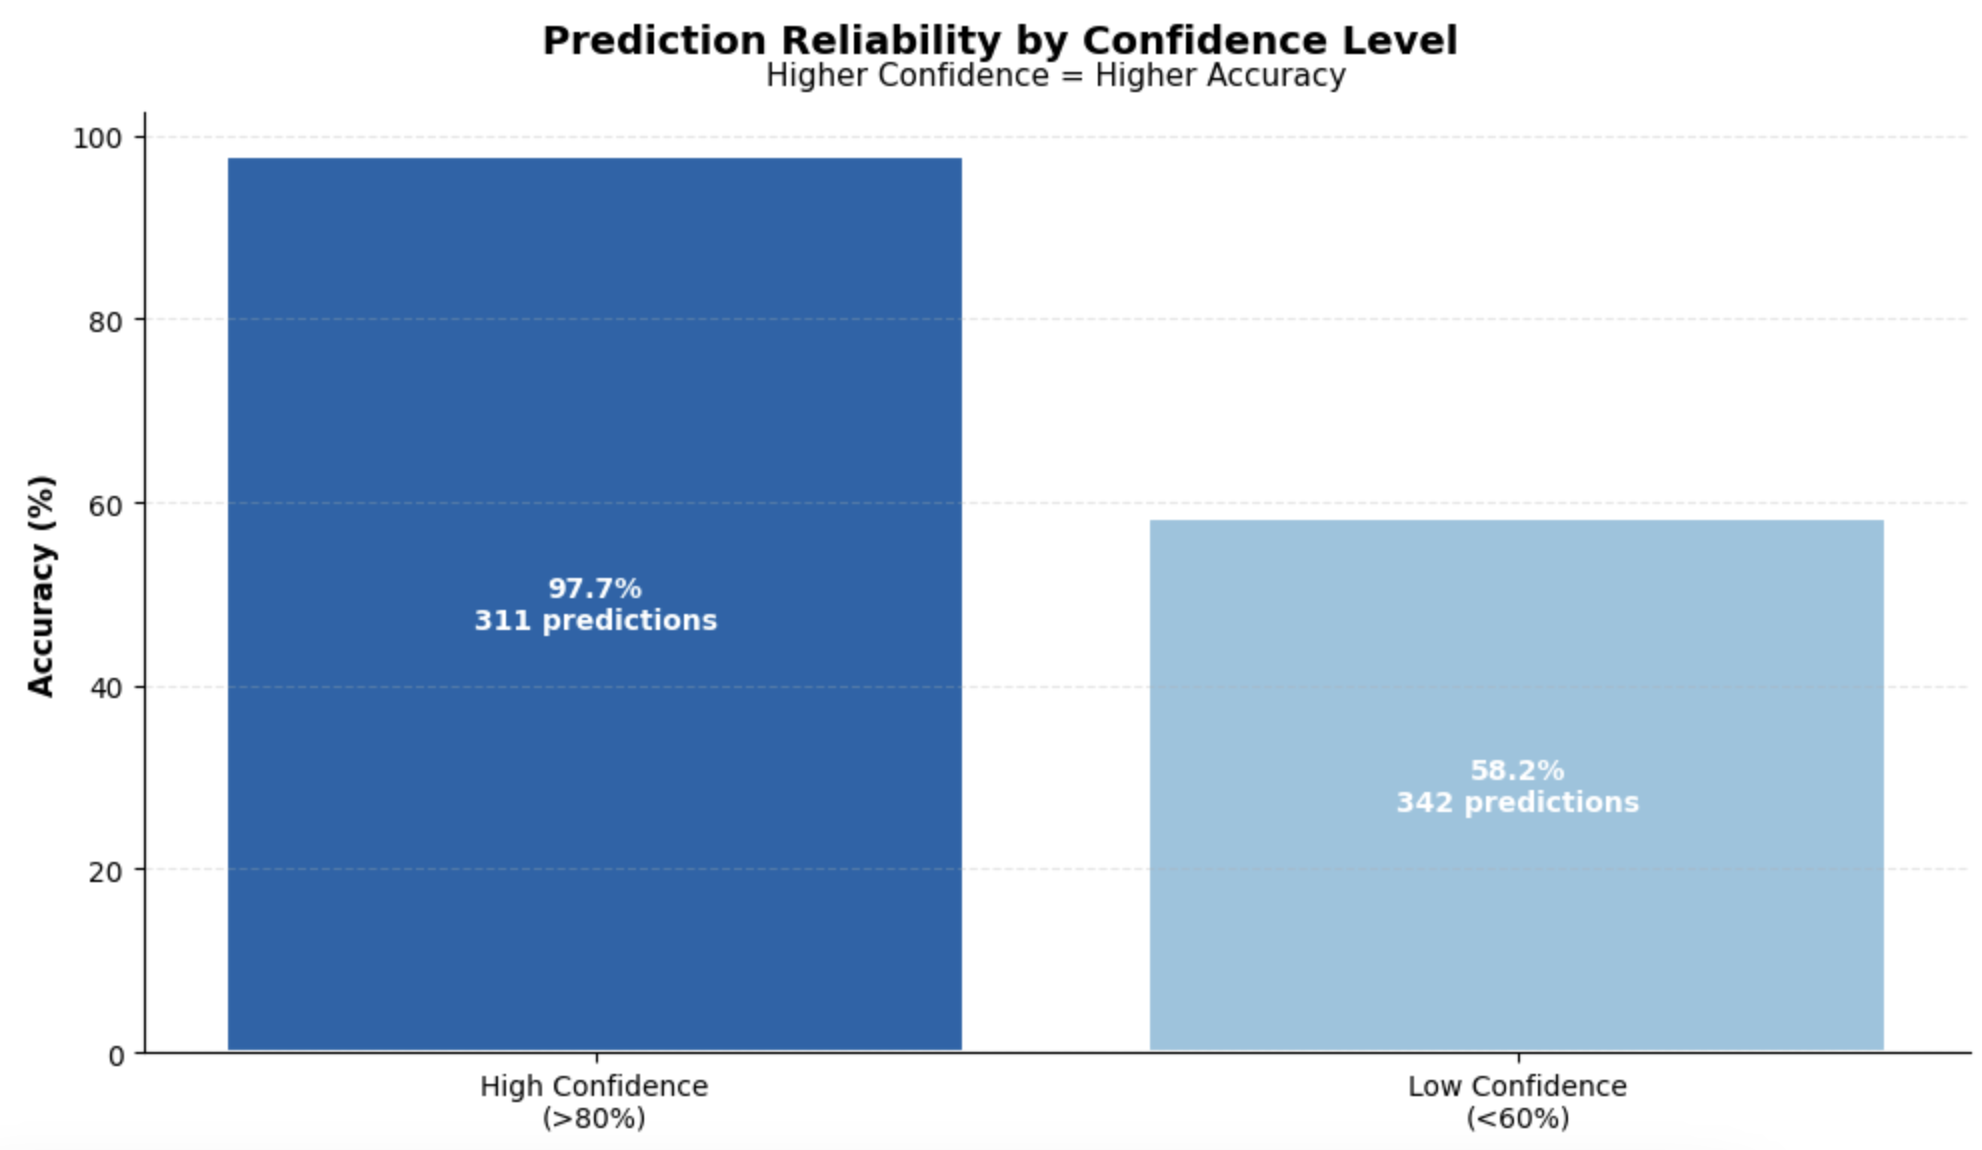 Prediction Reliability by Confidence Level
Higher Confidence = Higher Accuracy
Accuracy (%)
100
80
60
40
20
0
97.7%
311 predictions
58.2%
342 predictions
High Confidence
(>80%)
Low Confidence
(<60%)